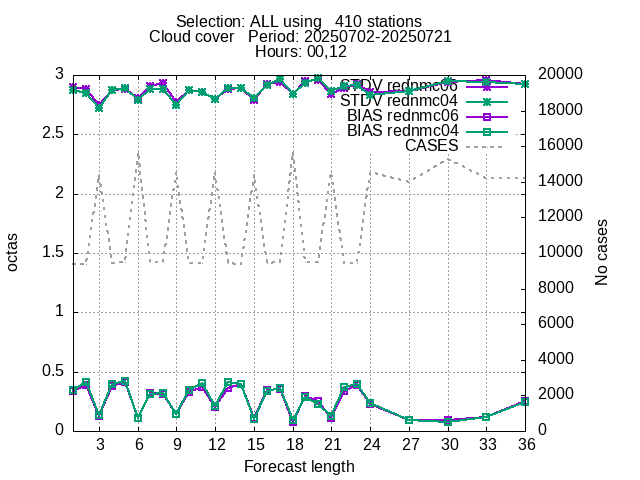 Selection: ALL using   410 stations
Cloud cover   Period: 20250702-20250721
Hours: 00,12
STDV rednmc06
STDV rednmc04
BIAS rednmc06
BIAS rednmc04
CASES
octas
3
2.5
2
1.5
1
0.5
0
20000
18000
16000
14000
12000
10000
8000
6000
4000
2000
0
No cases
3 6 9 12 15 18 21 24 27 30 33 36
Forecast length